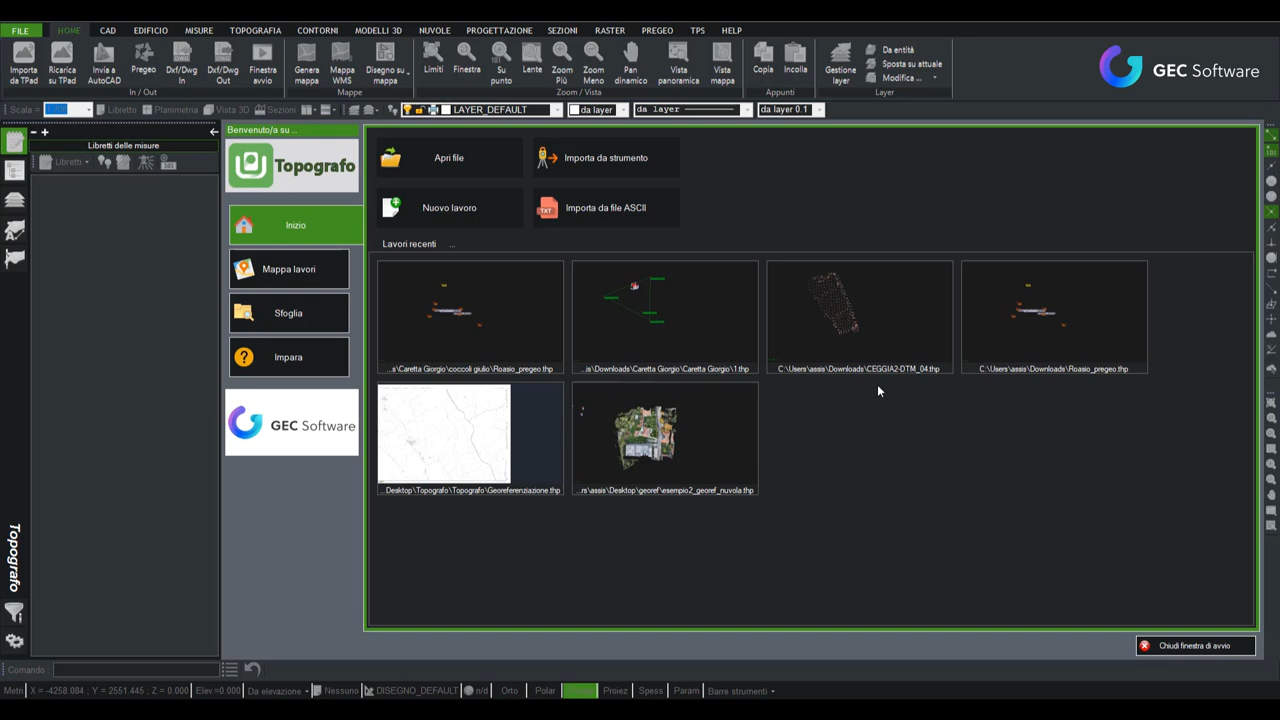 FILE HOME CAD EDIFICIO MISURE TOPOGRAFIA CONTORNI MODELLI 3D NUVOLE PROGETTAZIONE SEZIONI RASTER PREGEO TPS HELP
Importa da TPad
Ricarica su TPad
Invia a AutoCAD
Pregeo
Dxf/Dwg In
Dxf/Dwg Out
Finestra avvio
In / Out
Genera mappa
Mappa WMS
Disegno su mappa
Mappe
Limiti
Finestra
Su punto
Lente
Zoom Più
Zoom Meno
Pan dinamico
Vista panoramica
Vista mappa
Zoom / Vista
Copia
Incolla
Appunti
Gestione layer
Da entità
Sposta su attuale
Modifica ...
Layer
GEC Software
Scala = Libretto Planimetria Vista 3D Sezioni LAYER_DEFAULT da layer da layer da layer 0.1
Libretti delle misure
Libretti
Benvenuto/a su ...
Topografo
Inizio
Mappa lavori
Sfoglia
Impara
GEC Software
Apri file
Importa da strumento
Nuovo lavoro
TXT
Importa da file ASCII
Lavori recenti ...
...s\Caretta Giorgio\coccoli giulio\Roasio_pregeo.thp
...is\Downloads\Caretta Giorgio\Caretta Giorgio\1.thp
C:\Users\assis\Downloads\CEGGIA2-DTM_04.thp
C:\Users\assis\Downloads\Roasio_pregeo.thp
...Desktop\Topografo\Topografo\Georeferenziazione.thp
...rs\assis\Desktop\georef\esempio2_georef_nuvola.thp
Topografo
Chiudi finestra di avvio
Comando :
Metri X = -4258.084 , Y = 2551.445 , Z = 0.000 Elev.=0.000 Da elevazione Nessuno DISEGNO_DEFAULT n/d Orto Polar Proiez Spess Param Barre strumenti